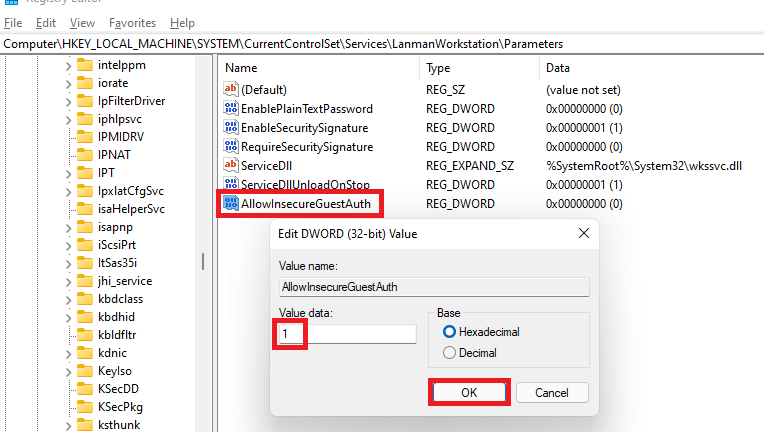 Registry Editor
File Edit View Favorites Help
Computer\HKEY_LOCAL_MACHINE\SYSTEM\CurrentControlSet\Services\LanmanWorkstation\Parameters
intelppm
iorate
IpFilterDriver
iphlpsvc
IPMIDRV
IPNAT
IPT
IpxlatCfgSvc
isaHelperSvc
isapnp
iScsiPrt
ItSas35i
jhi_service
kbdclass
kbdhid
kbldfltr
kdnic
KeyIso
KSecDD
KSecPkg
ksthunk
Name Type Data
(Default) REG_SZ (value not set)
EnablePlainTextPassword REG_DWORD 0x00000000 (0)
EnableSecuritySignature REG_DWORD 0x00000001 (1)
RequireSecuritySignature REG_DWORD 0x00000000 (0)
ServiceDll REG_EXPAND_SZ %SystemRoot%\System32\wkssvc.dll
ServiceDllUnloadOnStop REG_DWORD 0x00000001 (1)
AllowInsecureGuestAuth REG_DWORD 0x00000000 (0)
Edit DWORD (32-bit) Value
Value name:
AllowInsecureGuestAuth
Value data:
1
Base
Hexadecimal
Decimal
OK Cancel